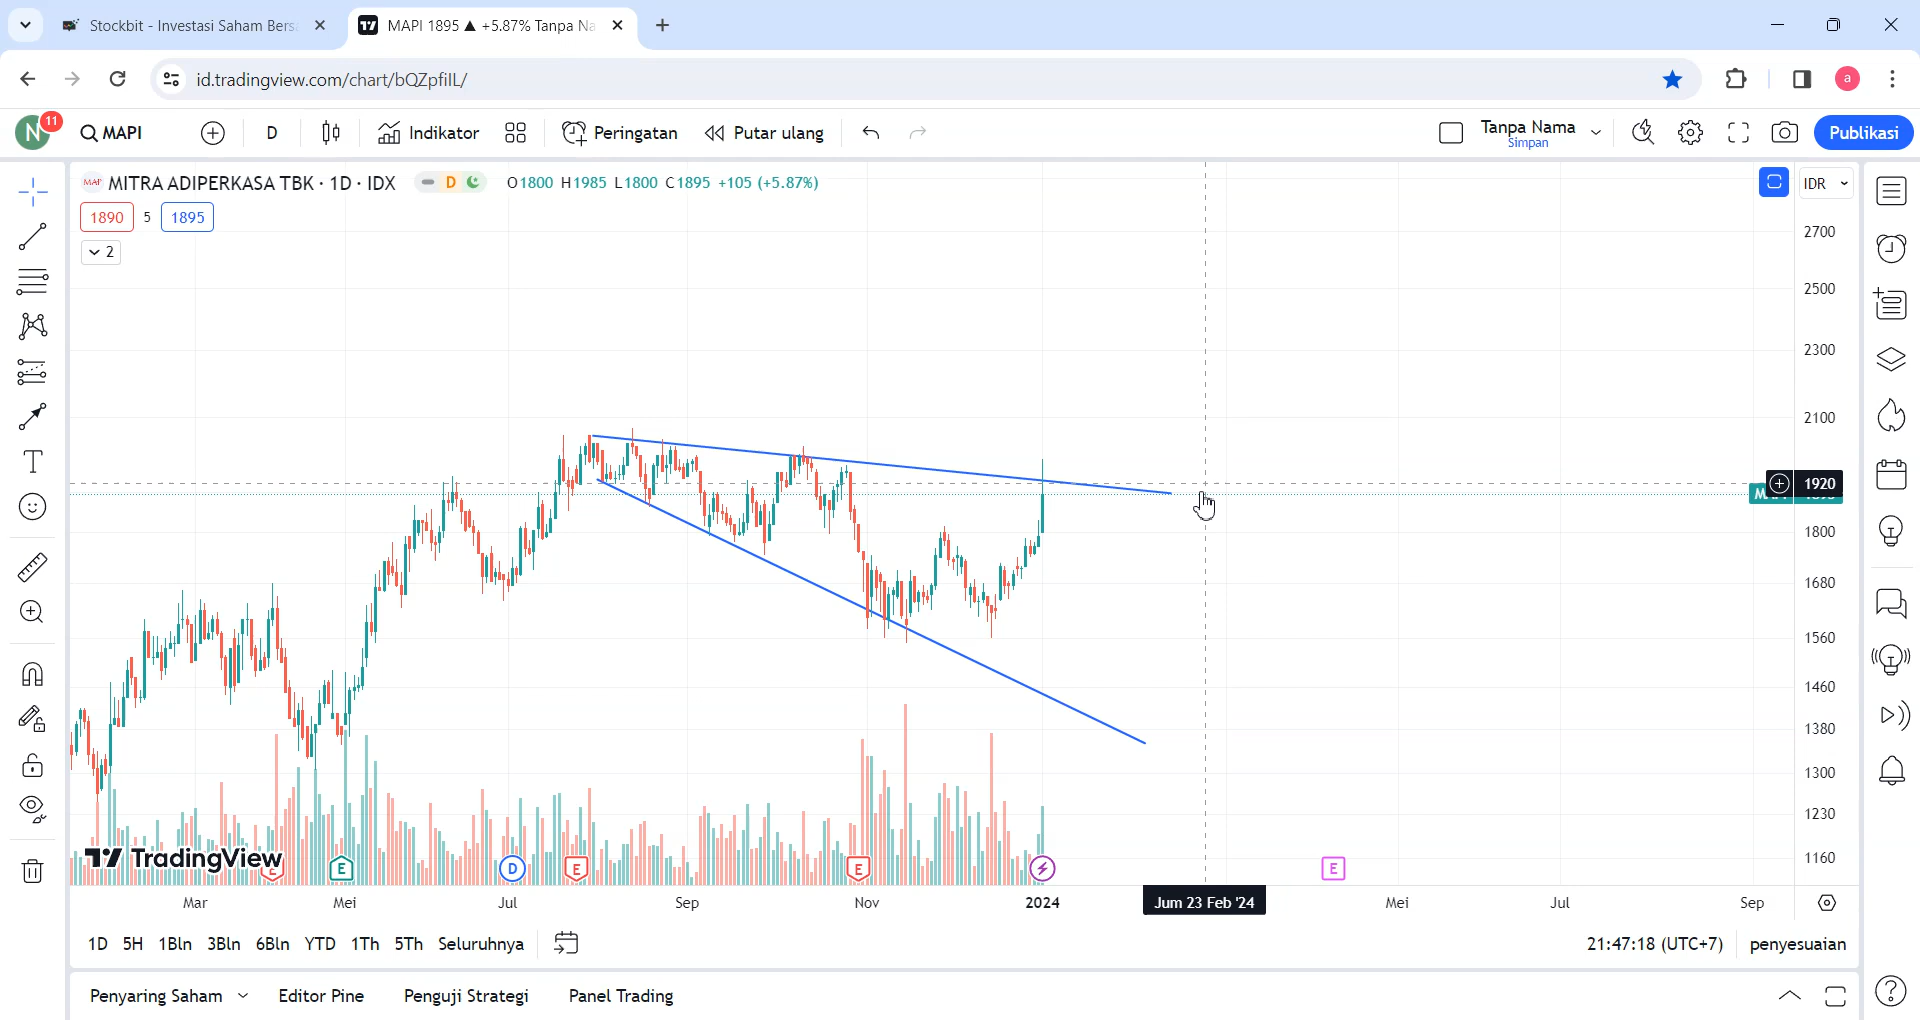 Stockbit - Investasi Saham Bers
MAPI 1895 ▲ +5.87% Tanpa Na
id.tradingview.com/chart/bQZpfiIL/
a
N
11
MAPI
D
Indikator
Peringatan
Putar ulang
Tanpa Nama
Simpan
Publikasi
MITRA ADIPERKASA TBK · 1D · IDX
D
O1800 H1985 L1800 C1895 +105 (+5.87%)
IDR
1890
5
1895
2
2700
2500
2300
2100
1920
1800
1680
1560
1460
1380
1300
1230
1160
TradingView
E
E
D
E
E
E
Mar
Mei
Jul
Sep
Nov
2024
Jum 23 Feb '24
Mei
Jul
Sep
1D 5H 1Bln 3Bln 6Bln YTD 1Th 5Th Seluruhnya
21:47:18 (UTC+7)
penyesuaian
Penyaring Saham
Editor Pine
Penguji Strategi
Panel Trading